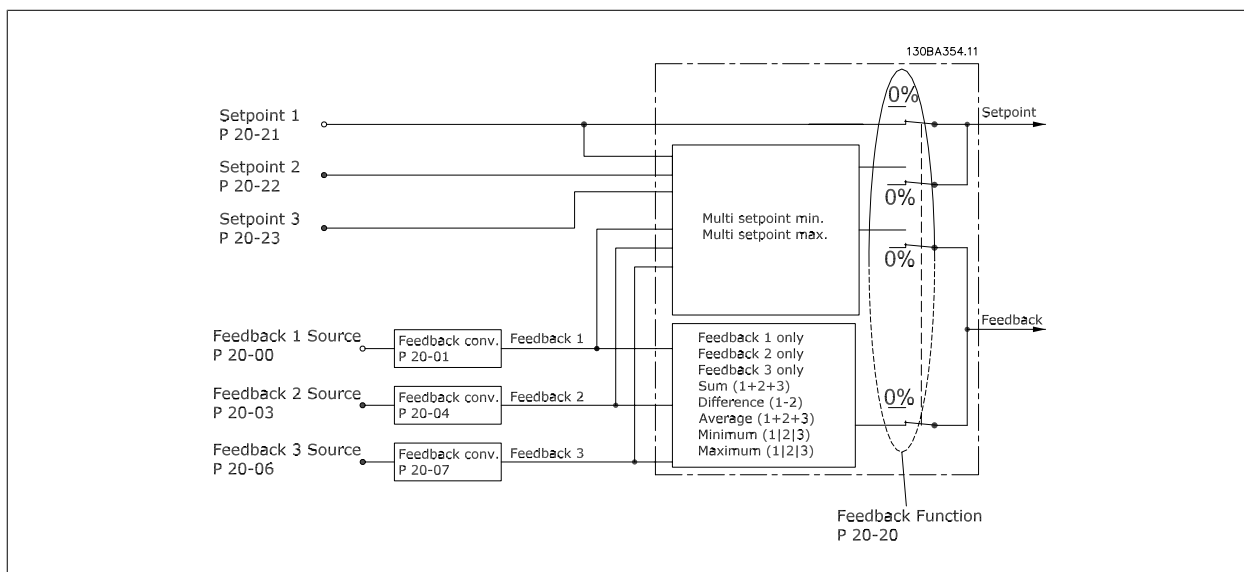 130BA354.11
0%
Setpoint
Setpoint 1
P 20-21
Setpoint 2
P 20-22
0%
Setpoint 3
P 20-23
Multi setpoint min.
Multi setpoint max.
0%
Feedback
Feedback 1 Source
P 20-00
Feedback conv.
P 20-01
Feedback 1
Feedback 2 Source
P 20-03
Feedback conv.
P 20-04
Feedback 2
Feedback 3 Source
P 20-06
Feedback conv.
P 20-07
Feedback 3
Feedback 1 only
Feedback 2 only
Feedback 3 only
Sum (1+2+3)
Difference (1-2)
Average (1+2+3)
Minimum (1|2|3)
Maximum (1|2|3)
0%
Feedback Function
P 20-20